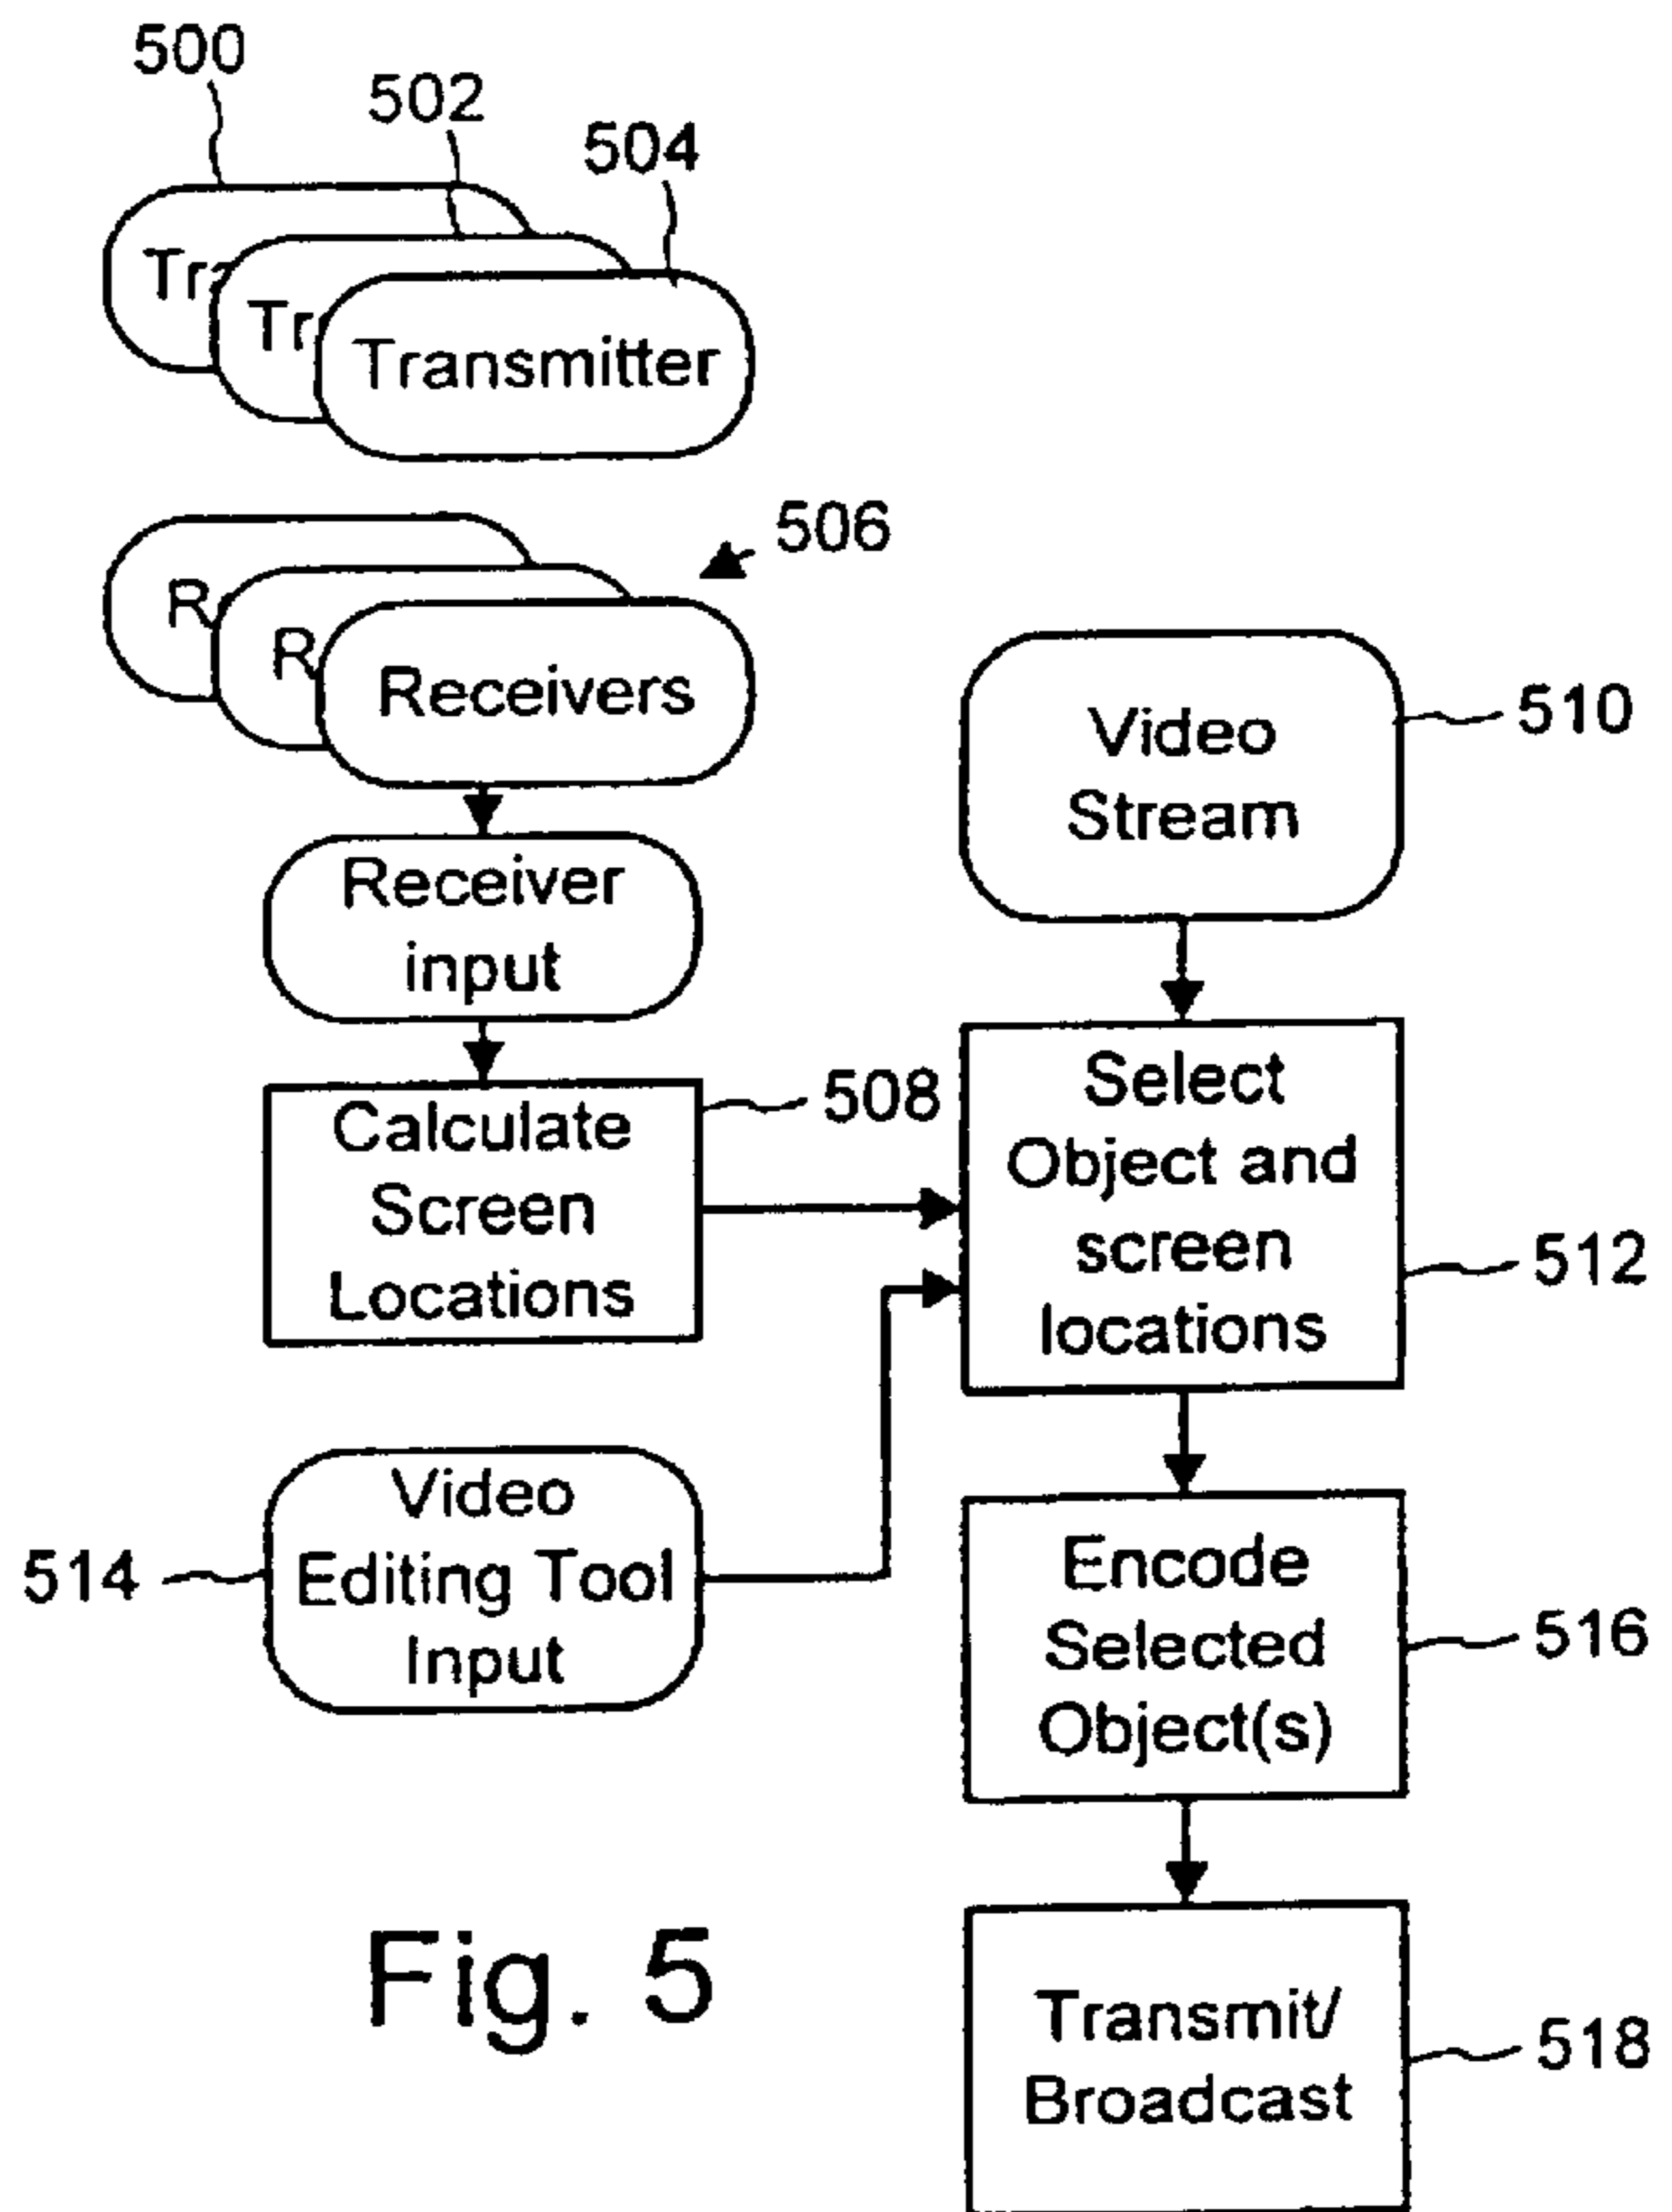 500
502
504
Tra
Tr
Transmitter
506
R
R
Receivers
Receiver
input
Calculate
Screen
Locations
508
Video
Editing Tool
Input
514
Video
Stream
510
Select
Object and
screen
locations
512
Encode
Selected
Object(s)
516
Transmit/
Broadcast
518
Fig. 5